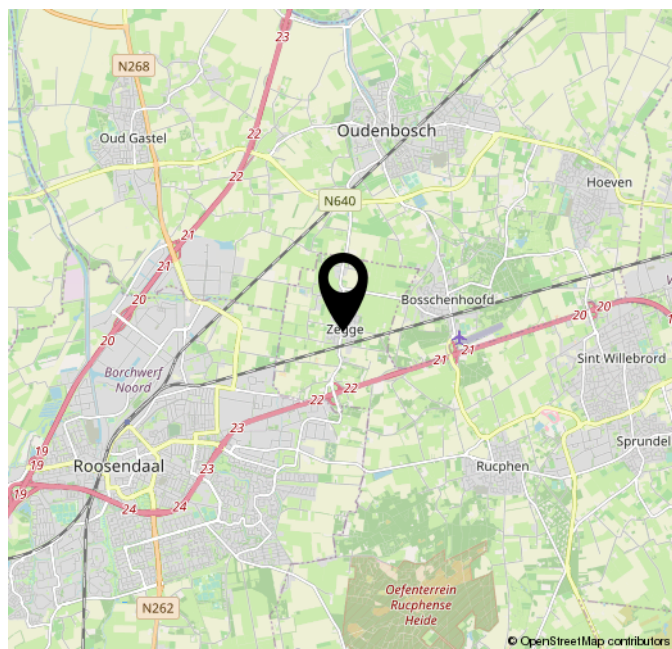 23
N268
Oudenbosch
22
Oud Gastel
22
Hoeven
N640
21
21
Bosschenhoofd
20
20
20
Zegge
21
21
20
Sint Willebrord
Borchwerf
Noord
22
22
23
19
19
19
Roosendaal
23
Sprundel
Rucphen
24
24
Oefenterrein
Rucphense
Heide
N262
© OpenStreetMap contributors